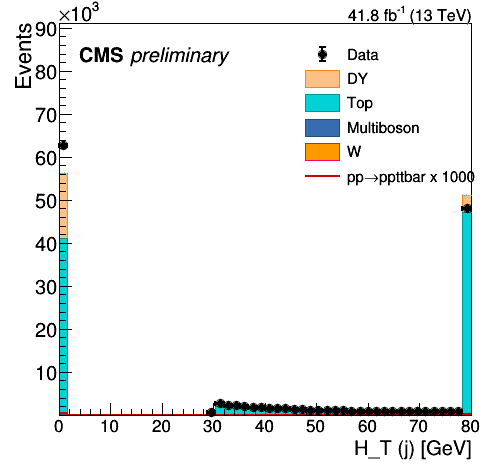 ×10³
41.8 fb⁻¹ (13 TeV)
Events
CMS preliminary
Data
DY
Top
Multiboson
W
pp→ppttbar x 1000
90
80
70
60
50
40
30
20
10
0 10 20 30 40 50 60 70 80
H_T (j) [GeV]